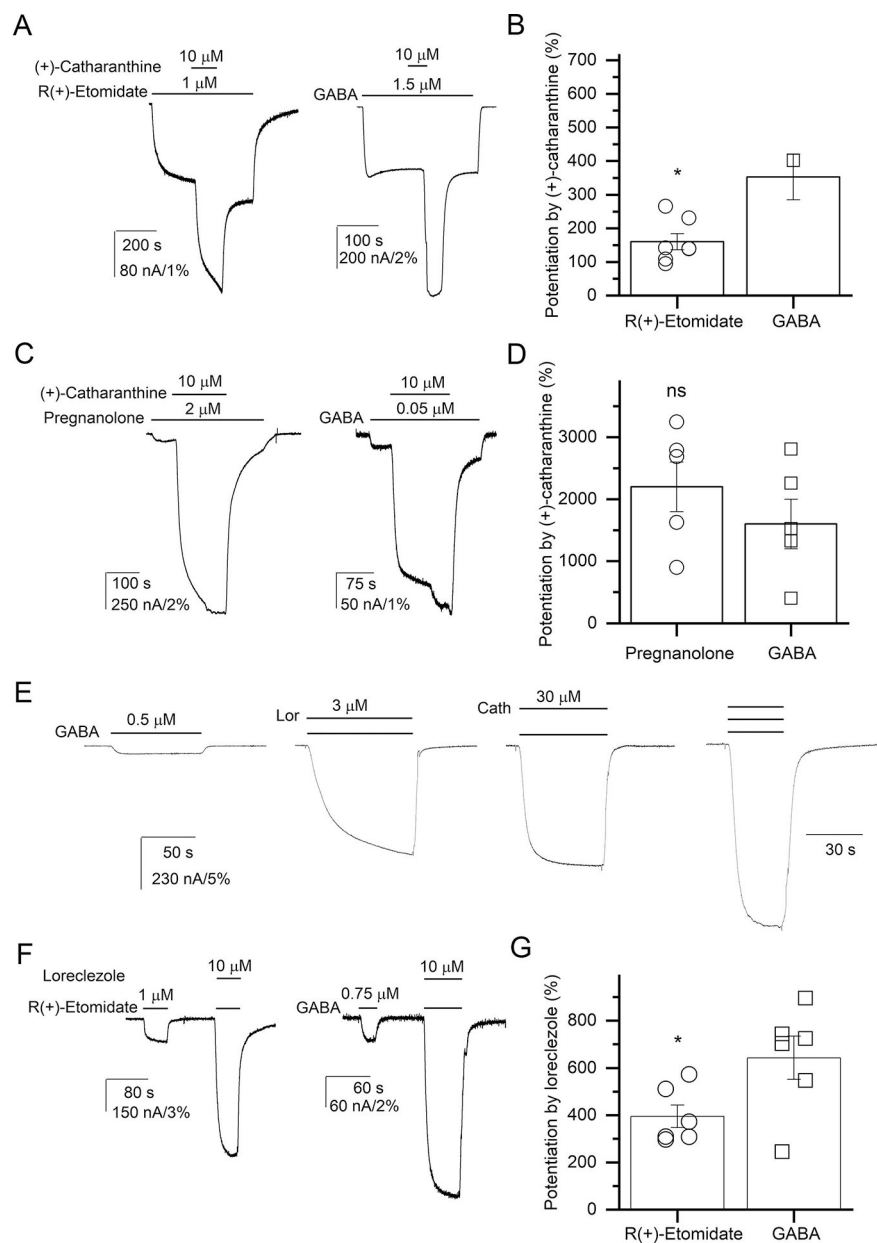 A
10 μM
(+)-Catharanthine
1 μM
R(+)-Etomidate
200 s
80 nA/1%
10 μM
1.5 μM
GABA
100 s
200 nA/2%
B
Potentiation by (+)-catharanthine (%)
700
600
500
400
300
200
100
0
*
R(+)-Etomidate
GABA
C
10 μM
(+)-Catharanthine
2 μM
Pregnanolone
100 s
250 nA/2%
10 μM
0.05 μM
GABA
75 s
50 nA/1%
D
Potentiation by (+)-catharanthine (%)
3000
2000
1000
0
ns
Pregnanolone
GABA
E
0.5 μM
GABA
50 s
230 nA/5%
3 μM
Lor
30 μM
Cath
30 s
F
10 μM
Loreclezole
1 μM
R(+)-Etomidate
80 s
150 nA/3%
10 μM
0.75 μM
GABA
60 s
60 nA/2%
G
Potentiation by loreclezole (%)
800
600
400
200
0
*
R(+)-Etomidate
GABA